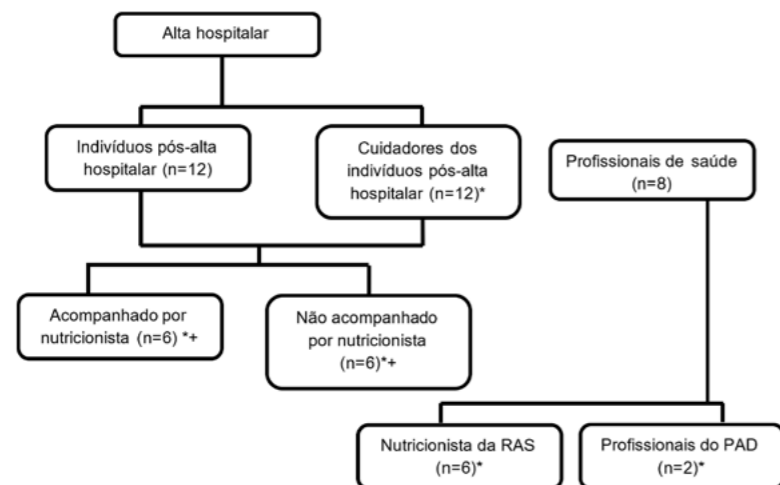 Alta hospitalar
Indivíduos pós-alta
hospitalar (n=12)
Cuidadores dos
indivíduos pós-alta
hospitalar (n=12)*
Profissionais de saúde
(n=8)
Acompanhado por
nutricionista (n=6) *+
Não acompanhado
por nutricionista
(n=6)*+
Nutricionista da RAS
(n=6)*
Profissionais do PAD
(n=2)*